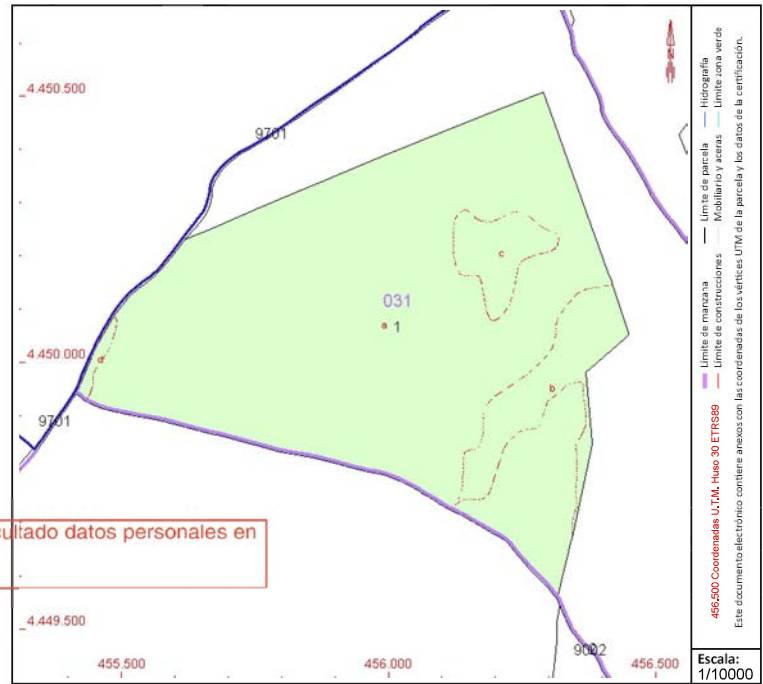 4.450.500
9701
c
031
a 1
4.450.000
d
b
9701
cultado datos personales en
4.449.500
9002
455.500
456.000
456.500
N
Límite de manzana
Límite de parcela
Hidrografía
Límite de construcciones
Mobiliario y aceras
Límite zona verde
456,500 Coordenadas U.T.M. Huso 30 ETRS89
Este documento electrónico contiene anexos con las coordenadas de los vértices UTM de la parcela y los datos de la certificación.
Escala:
1/10000